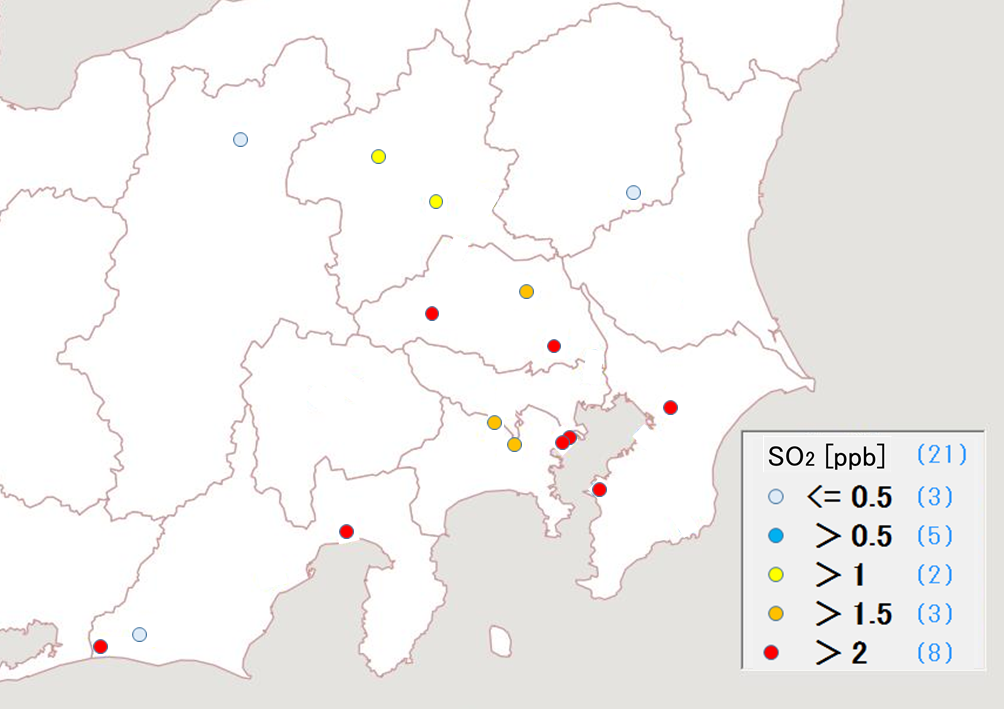 SO2 [ppb] (21)
<= 0.5 (3)
> 0.5 (5)
> 1 (2)
> 1.5 (3)
> 2 (8)